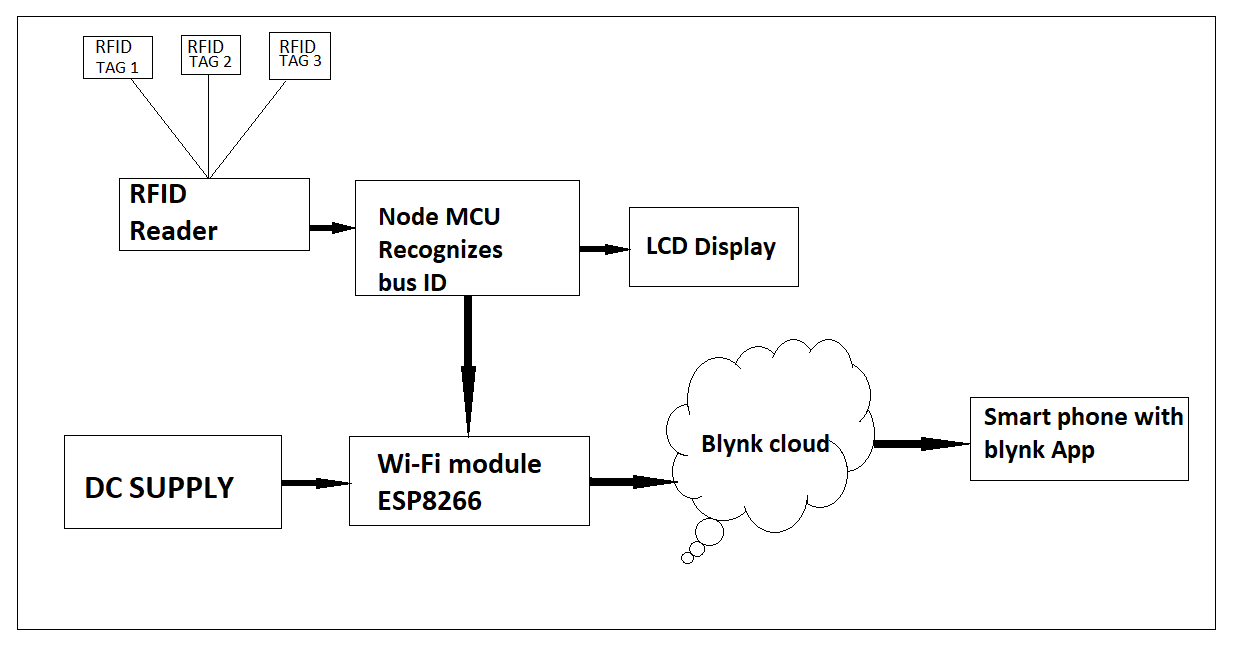 RFID
TAG 1
RFID
TAG 2
RFID
TAG 3
RFID
Reader
Node MCU
Recognizes
bus ID
LCD Display
DC SUPPLY
Wi-Fi module
ESP8266
Blynk cloud
Smart phone with
blynk App